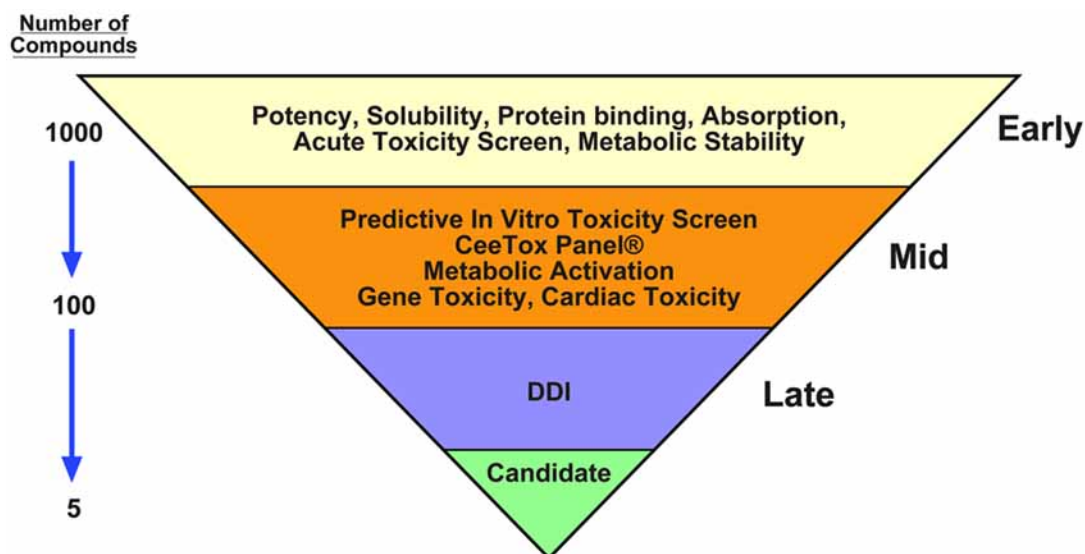 Number of
Compounds
1000
100
5
Potency, Solubility, Protein binding, Absorption,
Acute Toxicity Screen, Metabolic Stability
Early
Predictive In Vitro Toxicity Screen
CeeTox Panel®
Metabolic Activation
Gene Toxicity, Cardiac Toxicity
Mid
DDI
Late
Candidate